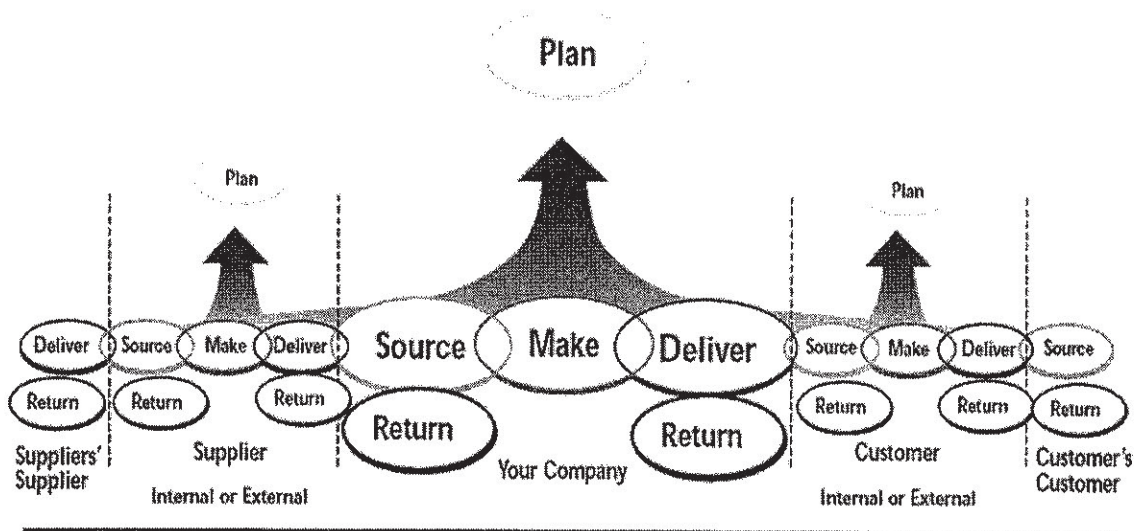 Plan
Plan
Plan
Deliver
Source
Make
Deliver
Source
Make
Deliver
Source
Make
Deliver
Source
Return
Return
Return
Return
Return
Return
Return
Return
Suppliers'
Supplier
Supplier
Internal or External
Your Company
Customer
Internal or External
Customer's
Customer